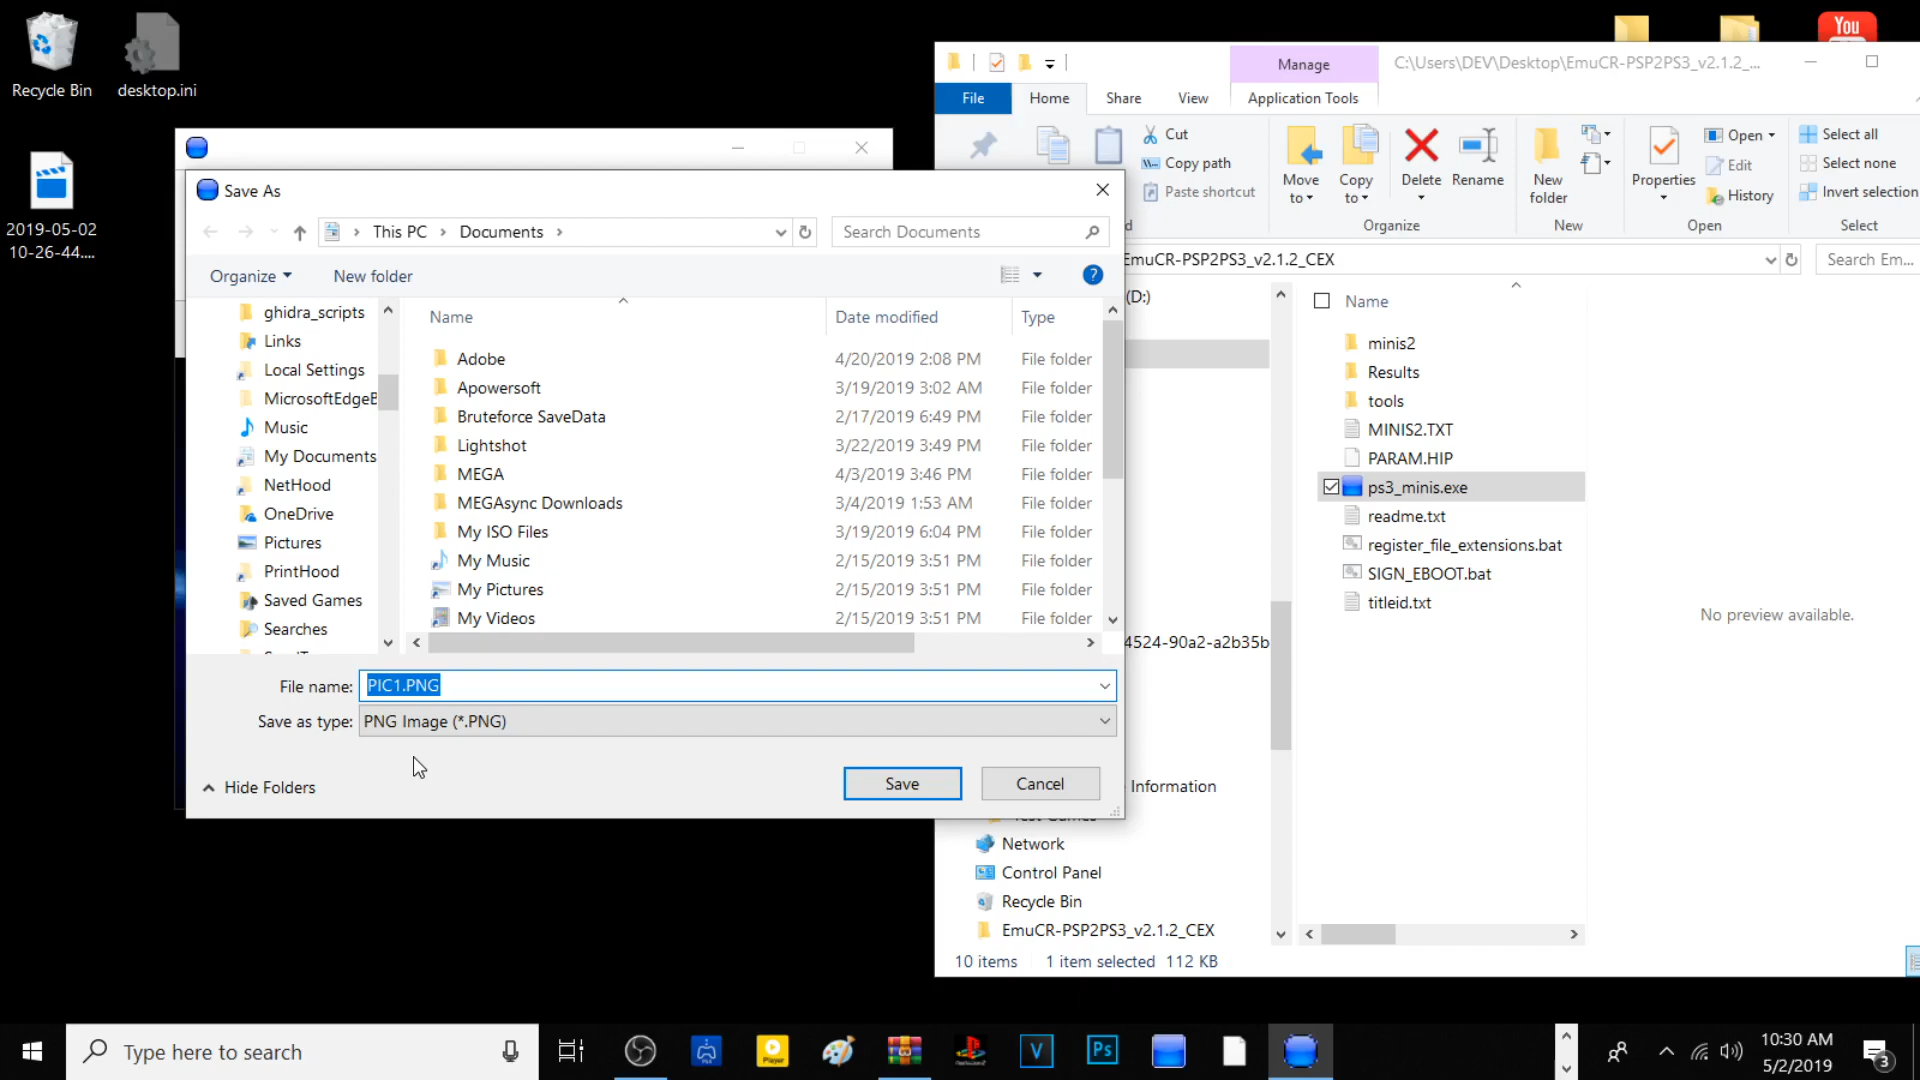 Recycle Bin
desktop.ini
2019-05-02
10-26-44....
You
Manage
C:\Users\DEV\Desktop\EmuCR-PSP2PS3_v2.1.2_...
File
Home
Share
View
Application Tools
Cut
Copy path
Paste shortcut
Move to
Copy to
Delete
Rename
New folder
Properties
Open
Edit
History
Select all
Select none
Invert selection
Organize
New
Open
Select
EmuCR-PSP2PS3_v2.1.2_CEX
Search Em...
Save As
This PC > Documents >
Search Documents
Organize
New folder
ghidra_scripts
Links
Local Settings
MicrosoftEdgeB
Music
My Documents
NetHood
OneDrive
Pictures
PrintHood
Saved Games
Searches
Name Date modified Type
Adobe 4/20/2019 2:08 PM File folder
Apowersoft 3/19/2019 3:02 AM File folder
Bruteforce SaveData 2/17/2019 6:49 PM File folder
Lightshot 3/22/2019 3:49 PM File folder
MEGA 4/3/2019 3:46 PM File folder
MEGAsync Downloads 3/4/2019 1:53 AM File folder
My ISO Files 3/19/2019 6:04 PM File folder
My Music 2/15/2019 3:51 PM File folder
My Pictures 2/15/2019 3:51 PM File folder
My Videos 2/15/2019 3:51 PM File folder
File name: PIC1.PNG
Save as type: PNG Image (*.PNG)
Hide Folders
Save
Cancel
(D:)
4524-90a2-a2b35b
Information
Network
Control Panel
Recycle Bin
EmuCR-PSP2PS3_v2.1.2_CEX
Name
minis2
Results
tools
MINIS2.TXT
PARAM.HIP
ps3_minis.exe
readme.txt
register_file_extensions.bat
SIGN_EBOOT.bat
titleid.txt
No preview available.
10 items 1 item selected 112 KB
Type here to search
Player
V
Ps
10:30 AM
5/2/2019
3